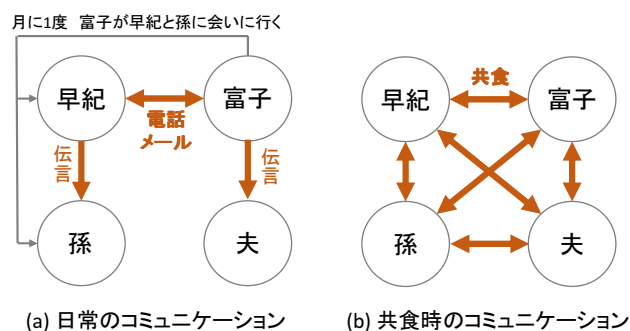 月に1度 富子が早紀と孫に会いに行く
早紀
富子
電話
メール
伝言
伝言
孫
夫
(a) 日常のコミュニケーション
共食
早紀
富子
孫
夫
(b) 共食時のコミュニケーション